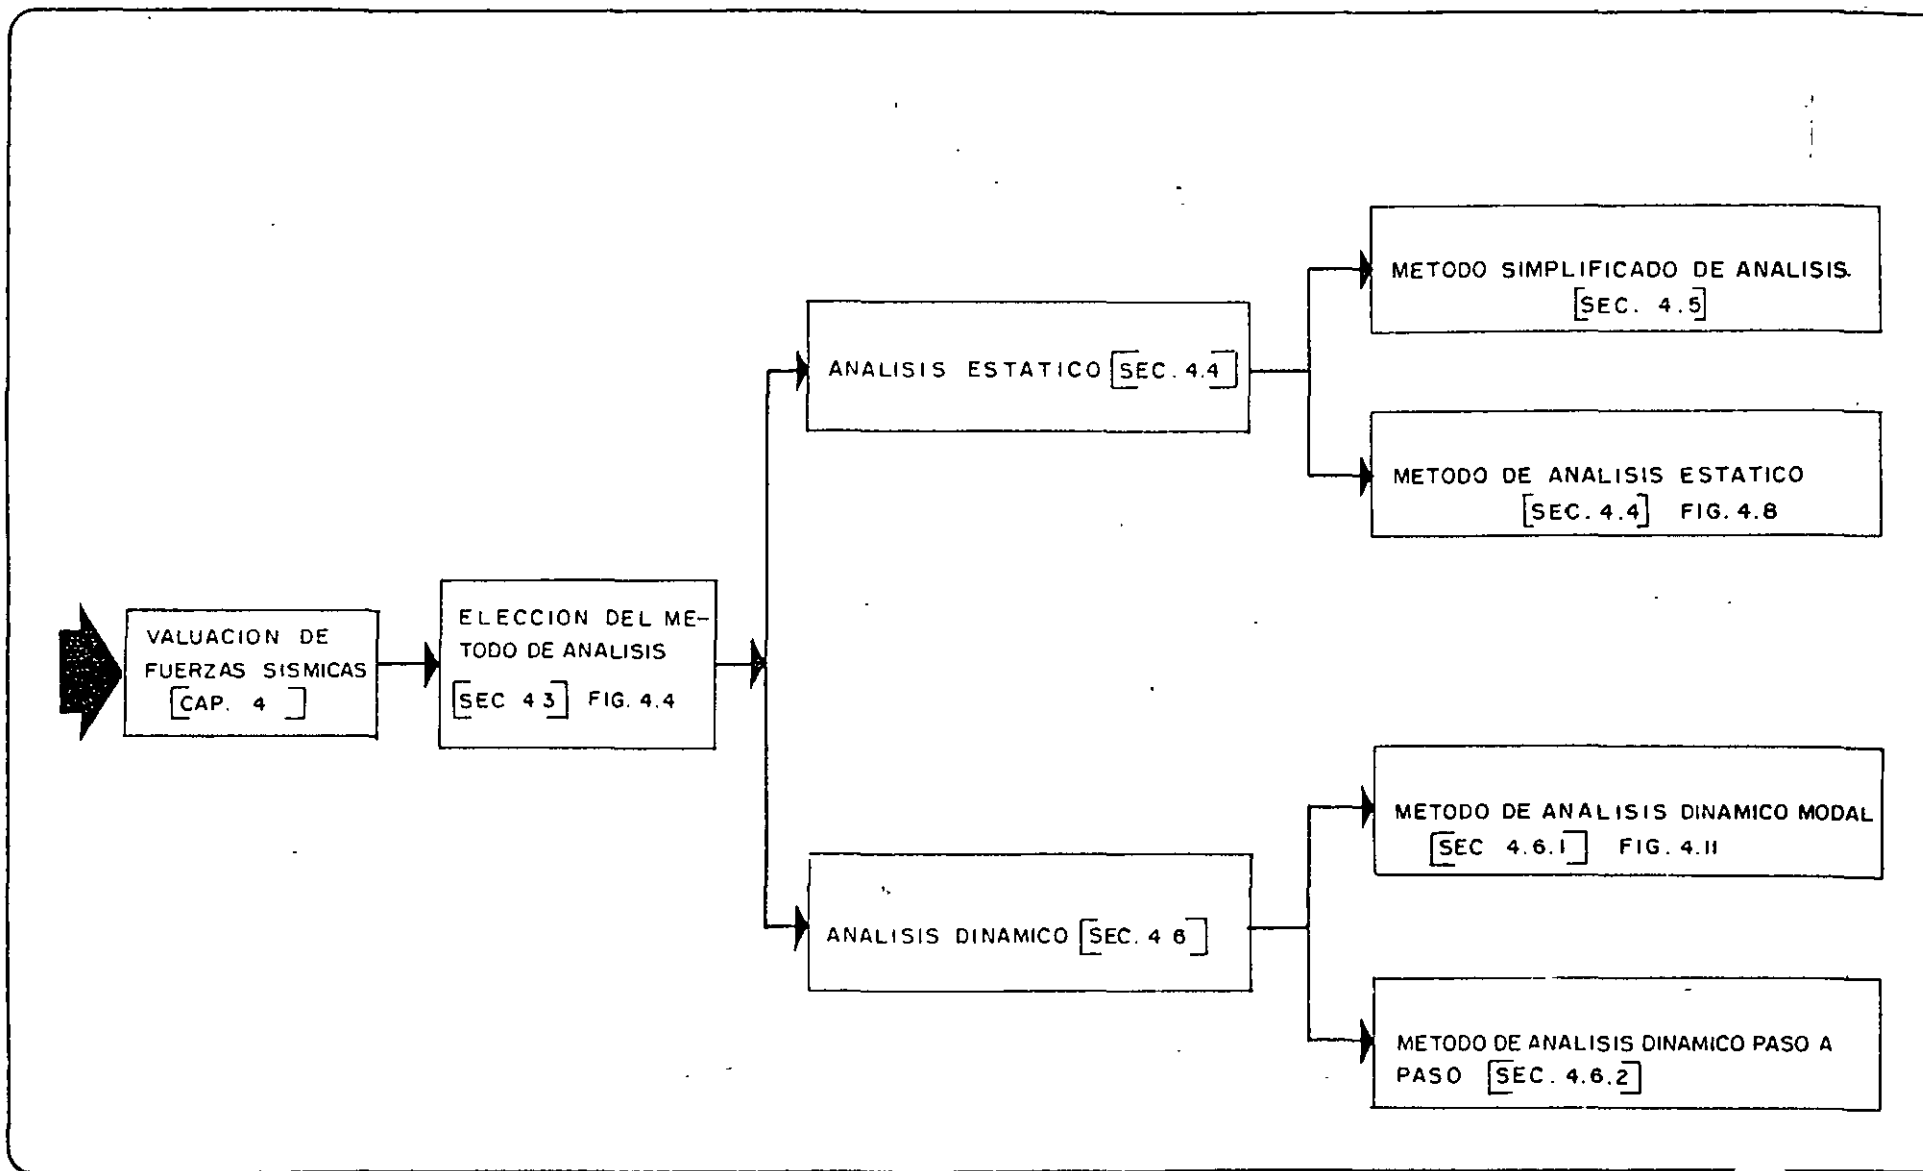 VALUACION DE
FUERZAS SISMICAS
[CAP. 4 ]
ELECCION DEL ME-
TODO DE ANALISIS
[SEC 4 3] FIG. 4.4
ANALISIS ESTATICO [SEC. 4.4]
METODO SIMPLIFICADO DE ANALISIS.
[SEC. 4.5]
METODO DE ANALISIS ESTATICO
[SEC. 4.4] FIG. 4.8
ANALISIS DINAMICO [SEC. 4 6]
METODO DE ANALISIS DINAMICO MODAL
[SEC 4.6.1] FIG. 4.11
METODO DE ANALISIS DINAMICO PASO A
PASO [SEC. 4.6.2]